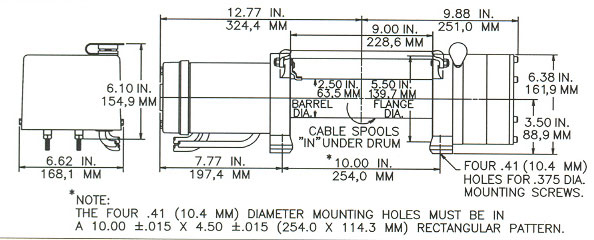 12.77 IN.
324,4 MM
9.88 IN.
251,0 MM
9.00 IN.
228,6 MM
6.10 IN.
154,9 MM
2.50 IN.
63,5 MM
BARREL
DIA.
5.50 IN.
139,7 MM
FLANGE
DIA.
6.38 IN.
161,9 MM
3.50 IN.
88,9 MM
CABLE SPOOLS
"IN" UNDER DRUM
6.62 IN.
168,1 MM
7.77 IN.
197,4 MM
*10.00 IN.
254,0 MM
FOUR .41 (10.4 MM)
HOLES FOR .375 DIA.
MOUNTING SCREWS.
*NOTE:
THE FOUR .41 (10.4 MM) DIAMETER MOUNTING HOLES MUST BE IN
A 10.00 ±.015 X 4.50 ±.015 (254.0 X 114.3 MM) RECTANGULAR PATTERN.